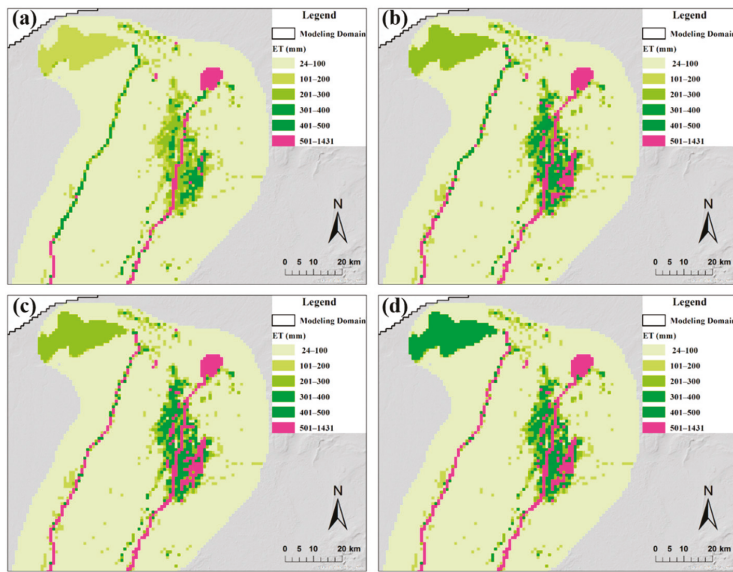 (a)
Legend
Modeling Domain
ET (mm)
24–100
101–200
201–300
301–400
401–500
501–1431
N
0 5 10 20 km
(b)
Legend
Modeling Domain
ET (mm)
24–100
101–200
201–300
301–400
401–500
501–1431
N
0 5 10 20 km
(c)
Legend
Modeling Domain
ET (mm)
24–100
101–200
201–300
301–400
401–500
501–1431
N
0 5 10 20 km
(d)
Legend
Modeling Domain
ET (mm)
24–100
101–200
201–300
301–400
401–500
501–1431
N
0 5 10 20 km